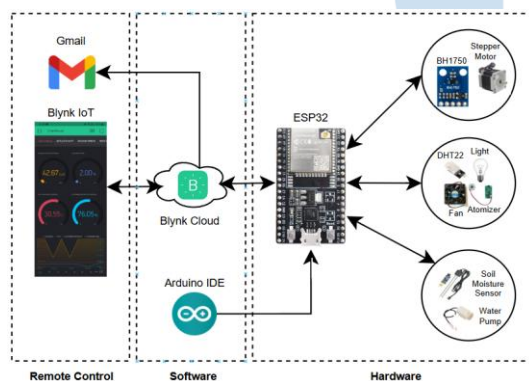 Gmail
Blynk IoT
B
Blynk Cloud
Arduino IDE
ESP32
BH1750
Stepper
Motor
DHT22
Light
Fan
Atomizer
Soil
Moisture
Sensor
Water
Pump
Remote Control
Software
Hardware